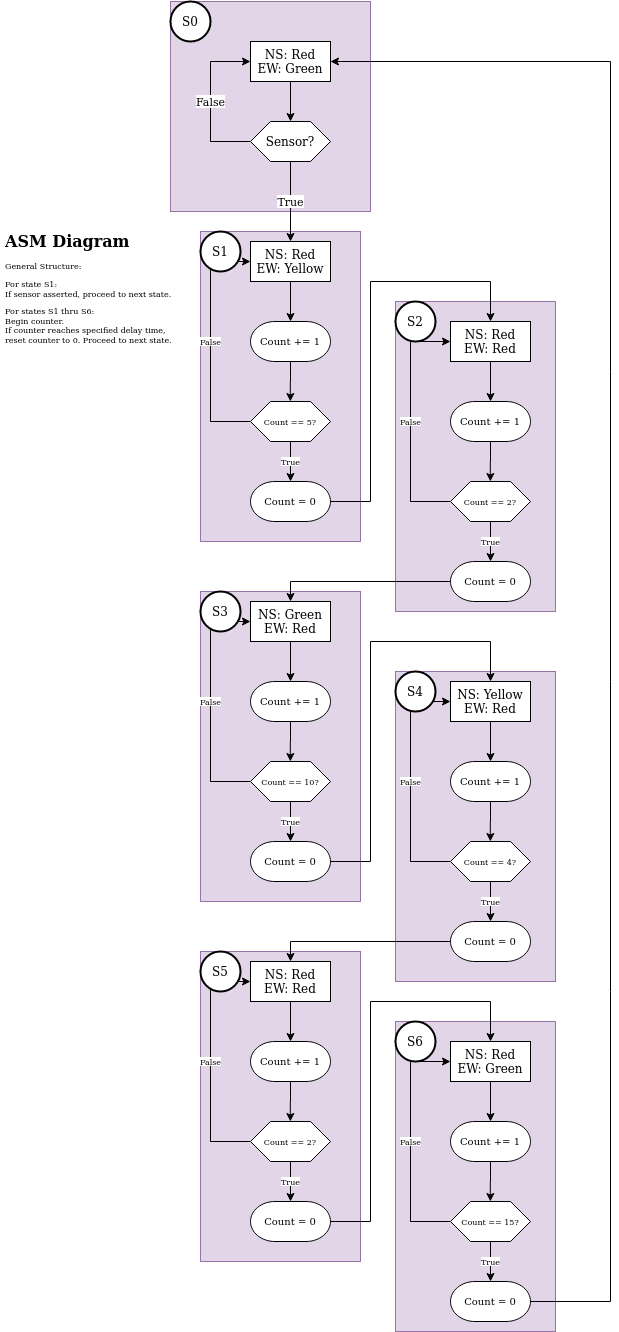 S0
NS: Red
EW: Green
False
Sensor?
True
ASM Diagram
General Structure:
For state S1:
If sensor asserted, proceed to next state.
For states S1 thru S6:
Begin counter.
If counter reaches specified delay time,
reset counter to 0. Proceed to next state.
S1
NS: Red
EW: Yellow
Count += 1
False
Count == 5?
True
Count = 0
S2
NS: Red
EW: Red
Count += 1
False
Count == 2?
True
Count = 0
S3
NS: Green
EW: Red
Count += 1
False
Count == 10?
True
Count = 0
S4
NS: Yellow
EW: Red
Count += 1
False
Count == 4?
True
Count = 0
S5
NS: Red
EW: Red
Count += 1
False
Count == 2?
True
Count = 0
S6
NS: Red
EW: Green
Count += 1
False
Count == 15?
True
Count = 0